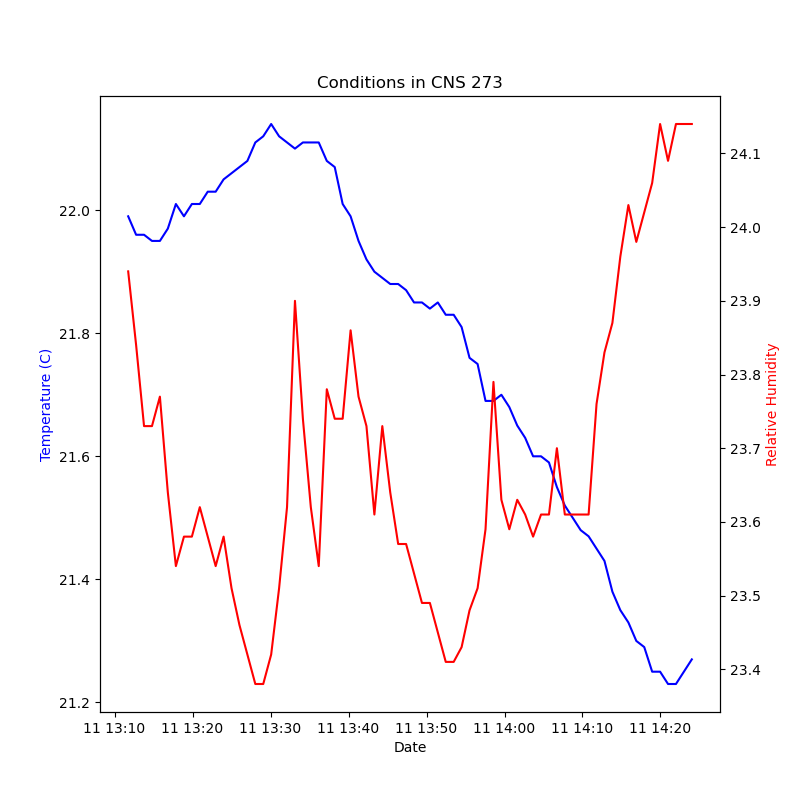 Conditions in CNS 273
22.0
21.8
21.6
21.4
21.2
Temperature (C)
24.1
24.0
23.9
23.8
23.7
23.6
23.5
23.4
Relative Humidity
11 13:10 11 13:20 11 13:30 11 13:40 11 13:50 11 14:00 11 14:10 11 14:20
Date